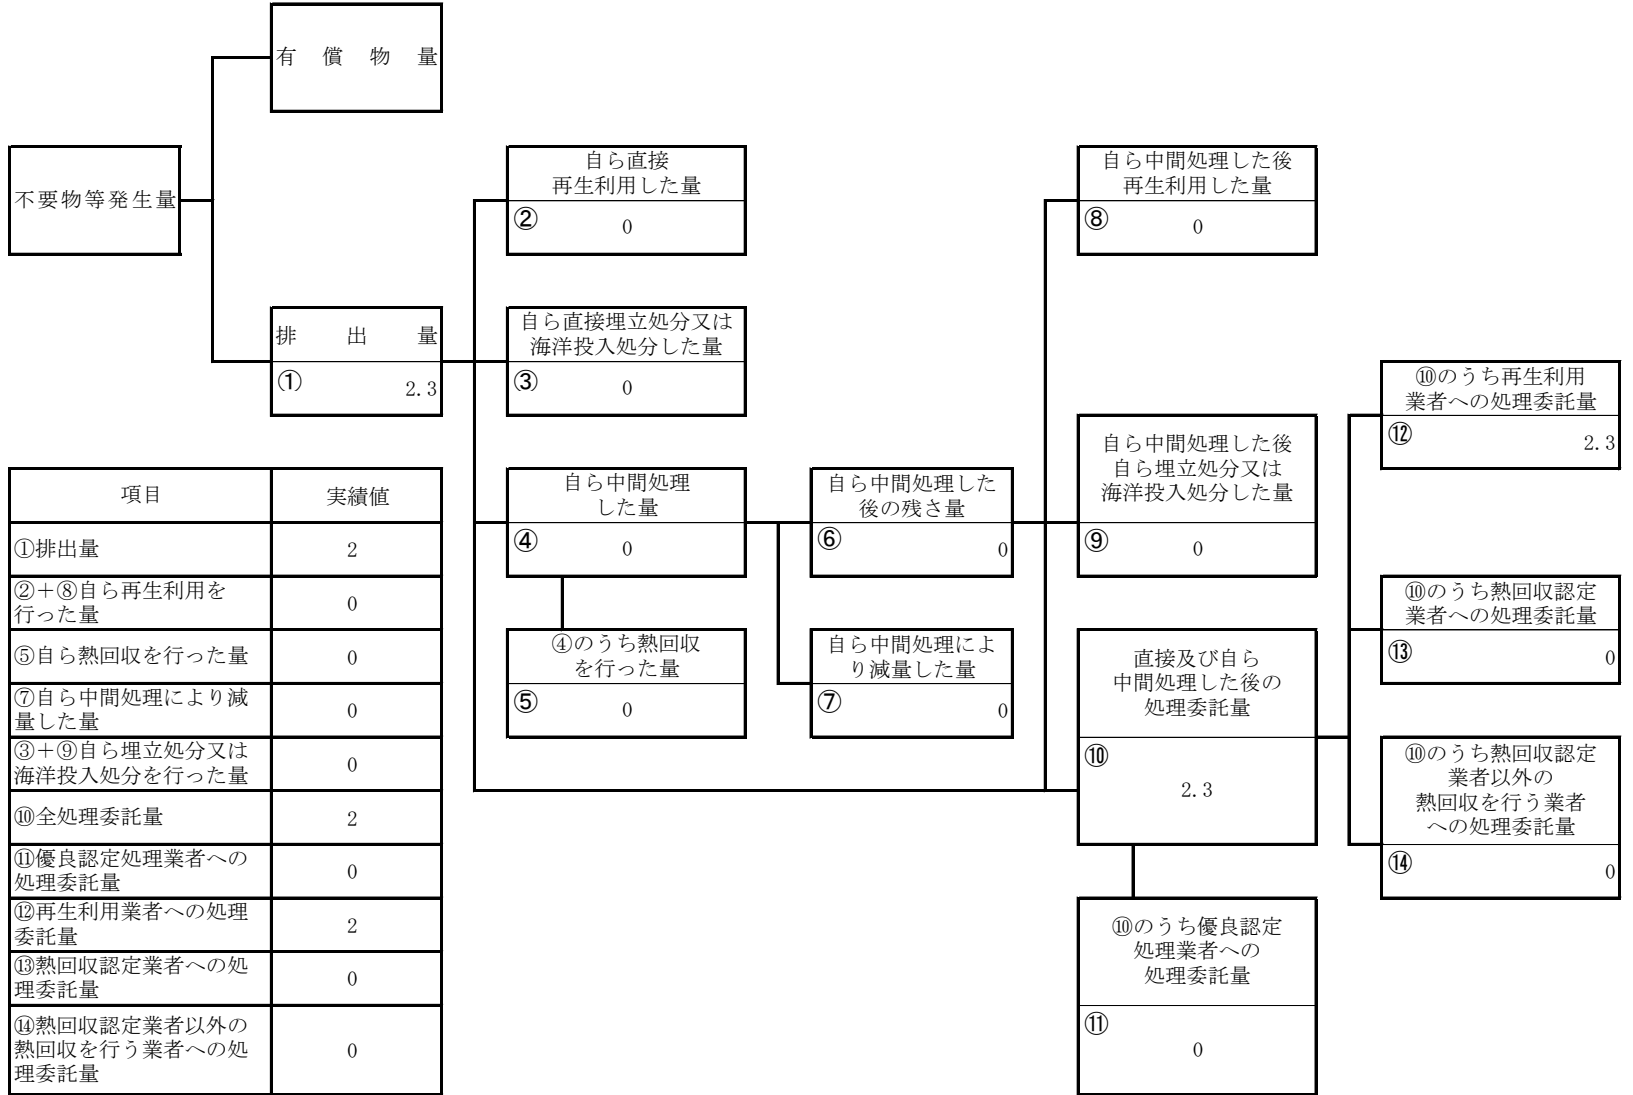 有償物量
不要物等発生量
排出量
① 2.3
自ら直接
再生利用した量
② 0
自ら直接埋立処分又は
海洋投入処分した量
③ 0
自ら中間処理
した量
④ 0
④のうち熱回収
を行った量
⑤ 0
自ら中間処理した
後の残さ量
⑥ 0
自ら中間処理によ
り減量した量
⑦ 0
自ら中間処理した後
再生利用した量
⑧ 0
自ら中間処理した後
自ら埋立処分又は
海洋投入処分した量
⑨ 0
直接及び自ら
中間処理した後の
処理委託量
⑩
2.3
⑩のうち優良認定
処理業者への
処理委託量
⑪
0
⑩のうち再生利用
業者への処理委託量
⑫ 2.3
⑩のうち熱回収認定
業者への処理委託量
⑬ 0
⑩のうち熱回収認定
業者以外の
熱回収を行う業者
への処理委託量
⑭ 0
項目 実績値
①排出量 2
②+⑧自ら再生利用を
行った量 0
⑤自ら熱回収を行った量 0
⑦自ら中間処理により減
量した量 0
③+⑨自ら埋立処分又は
海洋投入処分を行った量 0
⑩全処理委託量 2
⑪優良認定処理業者への
処理委託量 0
⑫再生利用業者への処理
委託量 2
⑬熱回収認定業者への処
理委託量 0
⑭熱回収認定業者以外の
熱回収を行う業者への処 0
理委託量